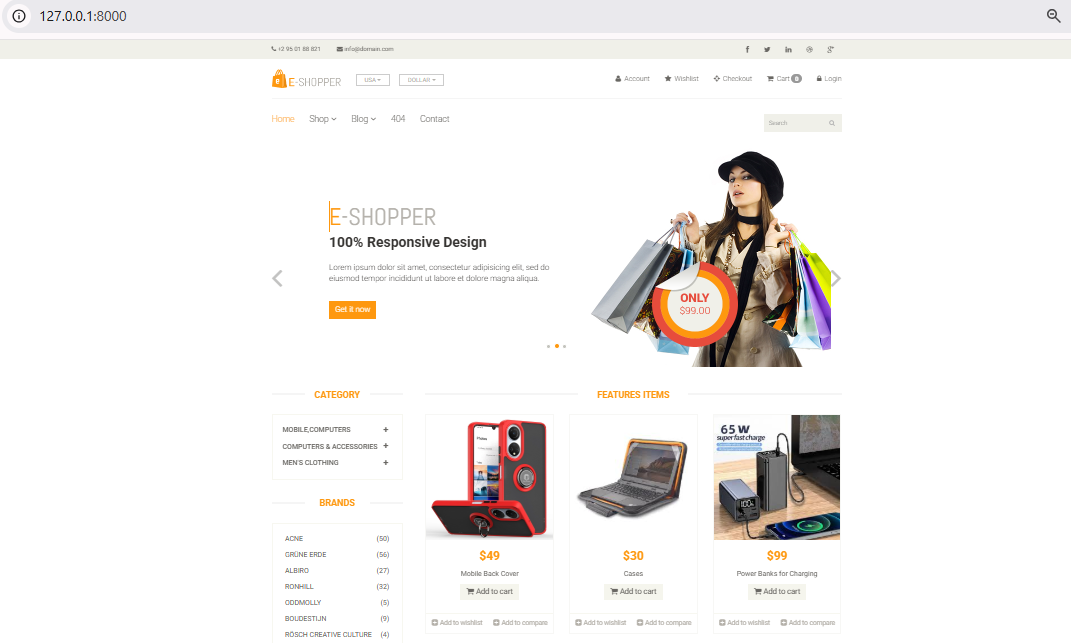 127.0.0.1:8000
+2 95 01 88 821 info@domain.com
E-SHOPPER USA DOLLAR Account Wishlist Checkout Cart 0 Login
Home Shop Blog 404 Contact Search
E-SHOPPER
100% Responsive Design
Lorem ipsum dolor sit amet, consectetur adipisicing elit, sed do
eiusmod tempor incididunt ut labore et dolore magna aliqua.
Get it now
ONLY
$99.00
CATEGORY
MOBILE,COMPUTERS +
COMPUTERS & ACCESSORIES +
MEN'S CLOTHING +
BRANDS
ACNE (50)
GRÜNE ERDE (56)
ALBIRO (27)
RONHILL (32)
ODDMOLLY (5)
BOUDESTIJN (9)
RÖSCH CREATIVE CULTURE (4)
FEATURES ITEMS
$49
Mobile Back Cover
Add to cart
Add to wishlist Add to compare
$30
Cases
Add to cart
Add to wishlist Add to compare
65 W
super fast charge
100%
$99
Power Banks for Charging
Add to cart
Add to wishlist Add to compare